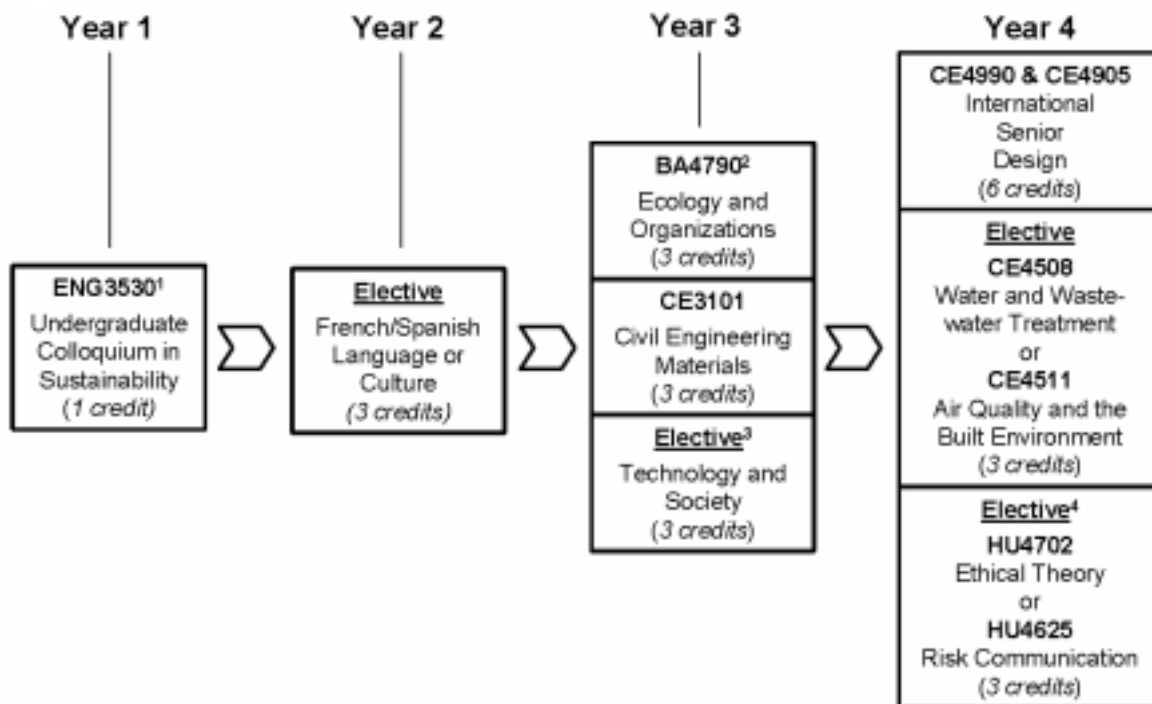 Year 1
Year 2
Year 3
Year 4
ENG3530¹
Undergraduate
Colloquium in
Sustainability
(1 credit)
Elective
French/Spanish
Language or
Culture
(3 credits)
BA4790²
Ecology and
Organizations
(3 credits)
CE3101
Civil Engineering
Materials
(3 credits)
Elective³
Technology and
Society
(3 credits)
CE4990 & CE4905
International
Senior
Design
(6 credits)
Elective
CE4508
Water and Waste-
water Treatment
or
CE4511
Air Quality and the
Built Environment
(3 credits)
Elective⁴
HU4702
Ethical Theory
or
HU4625
Risk Communication
(3 credits)